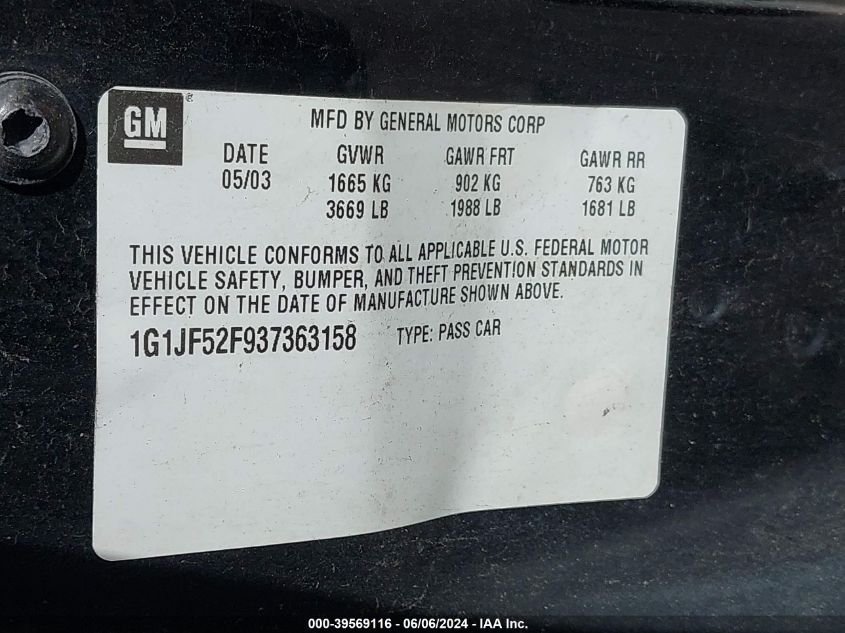 GM ®
MFD BY GENERAL MOTORS CORP
DATE GVWR GAWR FRT GAWR RR
05/03 1665 KG 902 KG 763 KG
3669 LB 1988 LB 1681 LB
THIS VEHICLE CONFORMS TO ALL APPLICABLE U.S. FEDERAL MOTOR
VEHICLE SAFETY, BUMPER, AND THEFT PREVENTION STANDARDS IN
EFFECT ON THE DATE OF MANUFACTURE SHOWN ABOVE.
1G1JF52F937363158 TYPE: PASS CAR
000-39569116 - 06/06/2024 - IAA Inc.